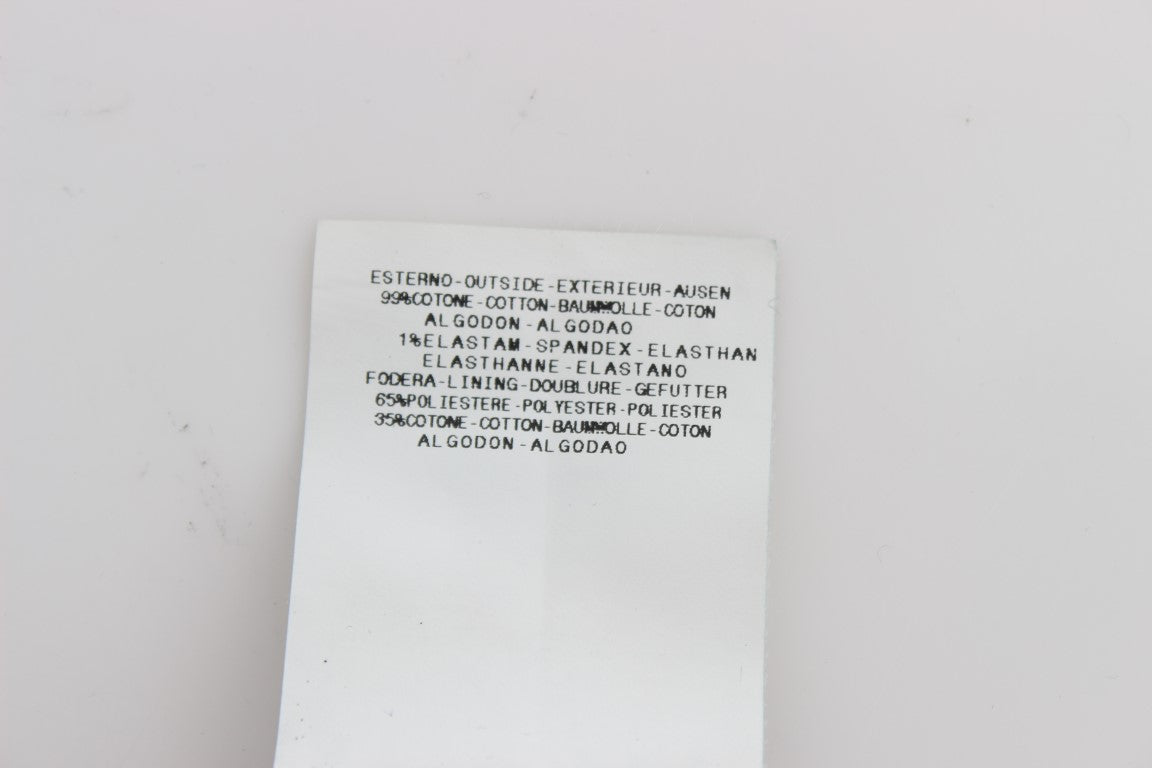 ESTERNO-OUTSIDE-EXTERIEUR-AUSEN
99%COTONE-COTTON-BAUMWOLLE-COTON
ALGODON-ALGODAO
1%ELASTAM-SPANDEX-ELASTHAN
ELASTHANNE-ELASTANO
FODERA-LINING-DOUBLURE-GEFUTTER
65%POLIESTERE-POLYESTER-POLIESTER
35%COTONE-COTTON-BAUMWOLLE-COTON
ALGODON-ALGODAO